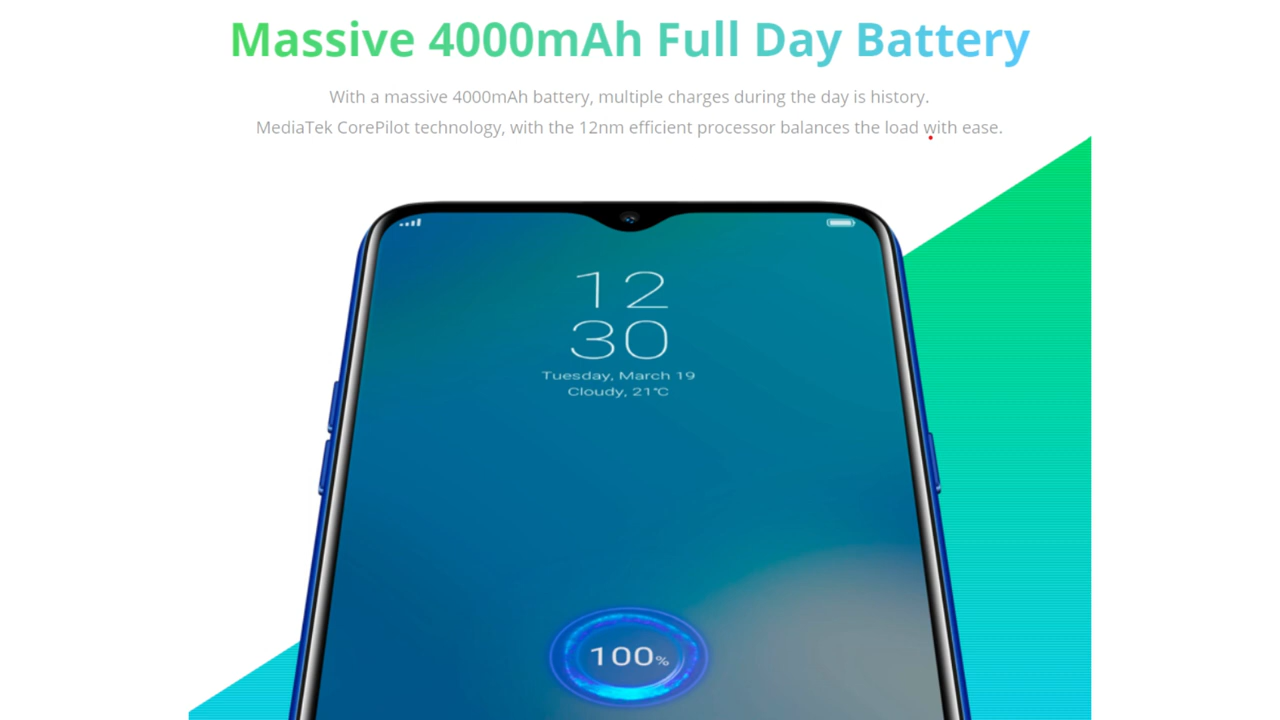 Massive 4000mAh Full Day Battery
With a massive 4000mAh battery, multiple charges during the day is history.
MediaTek CorePilot technology, with the 12nm efficient processor balances the load with ease.
12
30
Tuesday, March 19
Cloudy, 21℃
100%